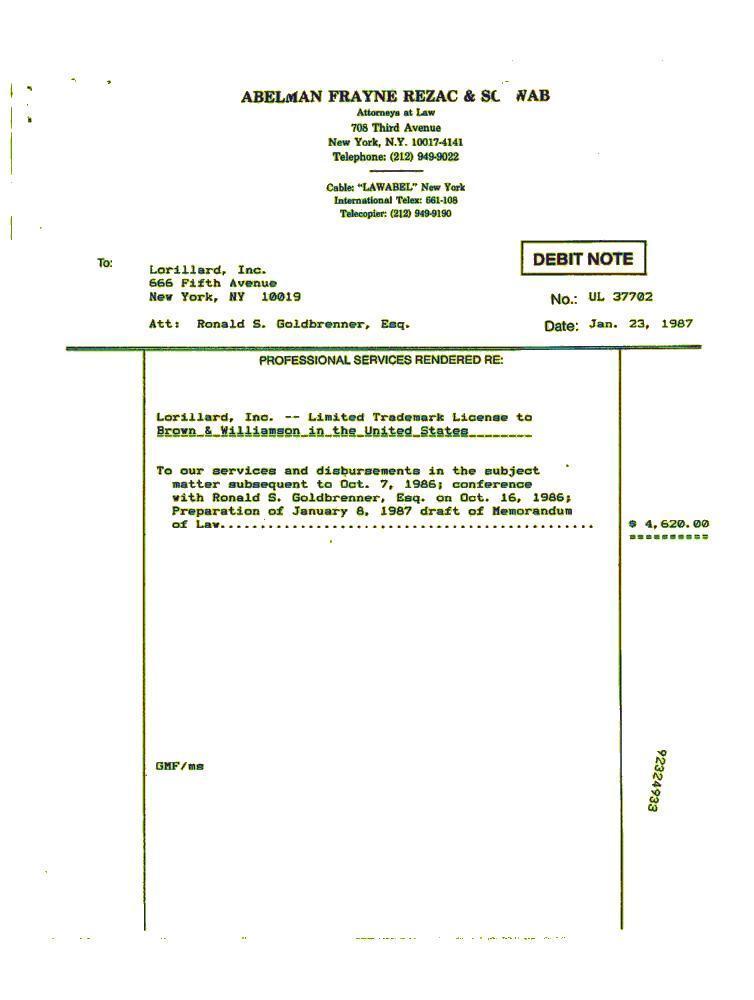 ABELMAN FRAYNE REZAC &
Attorneys at Law
708 Third Avenue
New York, N.Y. 10017-4141
Telephone: (212) 949-9022
Cable: "LAWABEL" New York
International Telex: 661-108
Telecopier: (212) 949-9190
To:
Lorillard, Inc.
666 Fifth Avenue
New York, NY 10019
Att: Ronald S. Goldbrenner, Esq.
DEBIT NOTE
No.: UL 37702
Date: Jan. 23, 1987
PROFESSIONAL SERVICES RENDERED RE:
Lorillard, Inc. -- Limited Trademark License to
Brown & Williamson in the United States
To our services and disbursements in the subject
matter subsequent to Oct. 7, 1986; conference
with Ronald S. Goldbrenner, Esq. on Oct. 16, 1986;
Preparation of January 8, 1987 draft of Memorandum
of Law............................................... $ 4,620.00
==========
GMF/ms
92324933